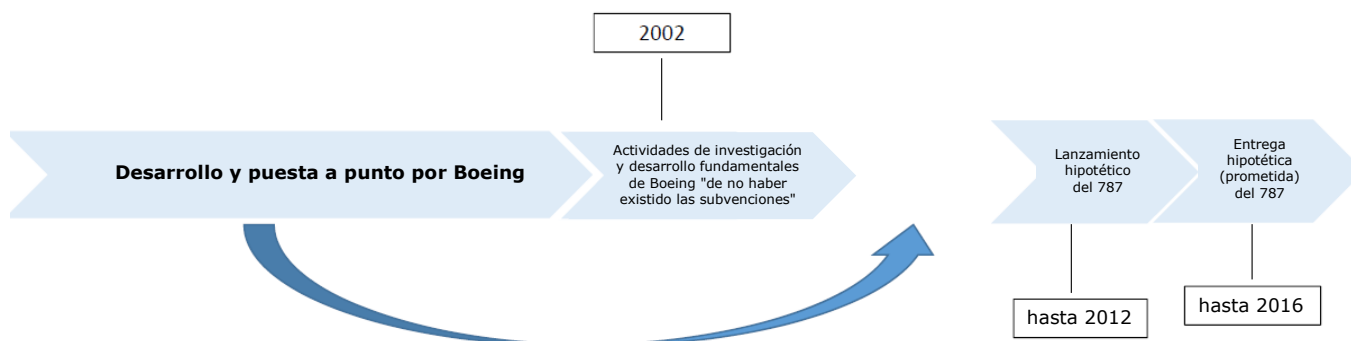 2002
Desarrollo y puesta a punto por Boeing
Actividades de investigación
y desarrollo fundamentales
de Boeing "de no haber
existido las subvenciones"
Lanzamiento
hipotético
del 787
Entrega
hipotética
(prometida)
del 787
hasta 2012
hasta 2016